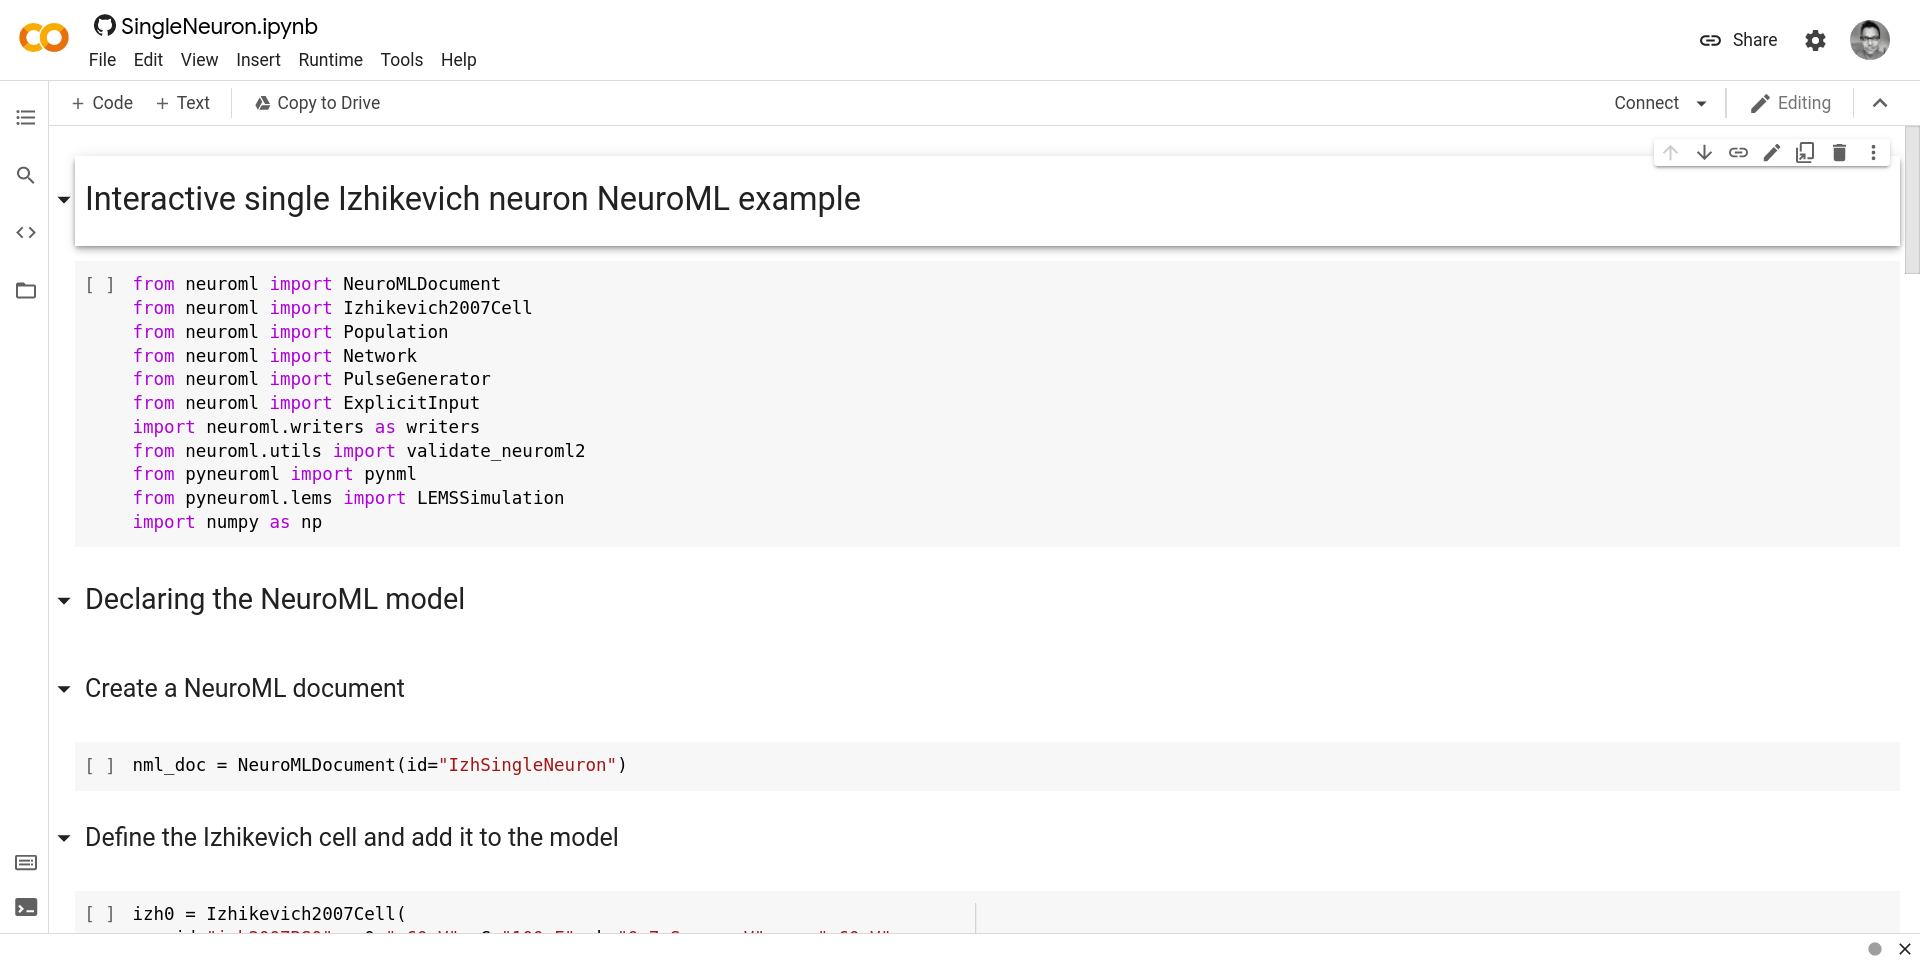 SingleNeuron.ipynb
File Edit View Insert Runtime Tools Help
Share
+ Code + Text Copy to Drive
Connect
Editing
Interactive single Izhikevich neuron NeuroML example
[ ] from neuroml import NeuroMLDocument
from neuroml import Izhikevich2007Cell
from neuroml import Population
from neuroml import Network
from neuroml import PulseGenerator
from neuroml import ExplicitInput
import neuroml.writers as writers
from neuroml.utils import validate_neuroml2
from pyneuroml import pynml
from pyneuroml.lems import LEMSSimulation
import numpy as np
Declaring the NeuroML model
Create a NeuroML document
[ ] nml_doc = NeuroMLDocument(id="IzhSingleNeuron")
Define the Izhikevich cell and add it to the model
[ ] izh0 = Izhikevich2007Cell(